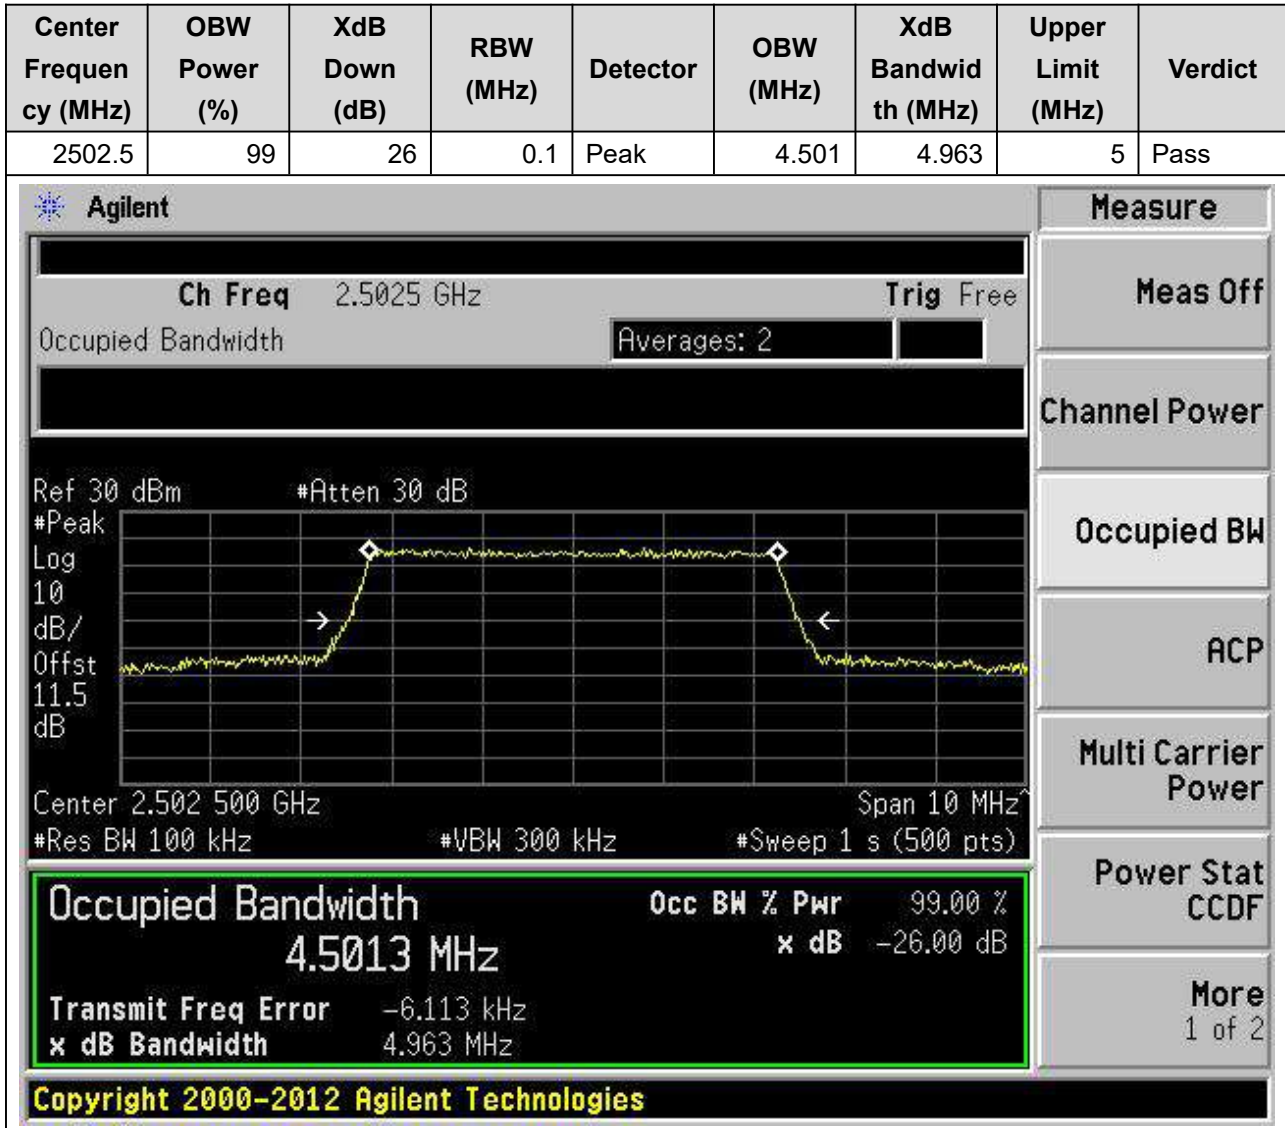 Center Frequen cy (MHz) OBW Power (%) XdB Down (dB) RBW (MHz) Detector OBW (MHz) XdB Bandwid th (MHz) Upper Limit (MHz) Verdict
2502.5 99 26 0.1 Peak 4.501 4.963 5 Pass
Agilent
Measure
Ch Freq 2.5025 GHz Trig Free
Meas Off
Occupied Bandwidth Averages: 2
Channel Power
Ref 30 dBm #Atten 30 dB
#Peak
Log
10
dB/
Offst
11.5
dB
Occupied BW
ACP
Multi Carrier
Power
Center 2.502 500 GHz Span 10 MHz^
#Res BW 100 kHz #VBW 300 kHz #Sweep 1 s (500 pts)
Power Stat
CCDF
Occupied Bandwidth Occ BW % Pwr 99.00 %
4.5013 MHz x dB -26.00 dB
Transmit Freq Error -6.113 kHz
x dB Bandwidth 4.963 MHz
More
1 of 2
Copyright 2000-2012 Agilent Technologies